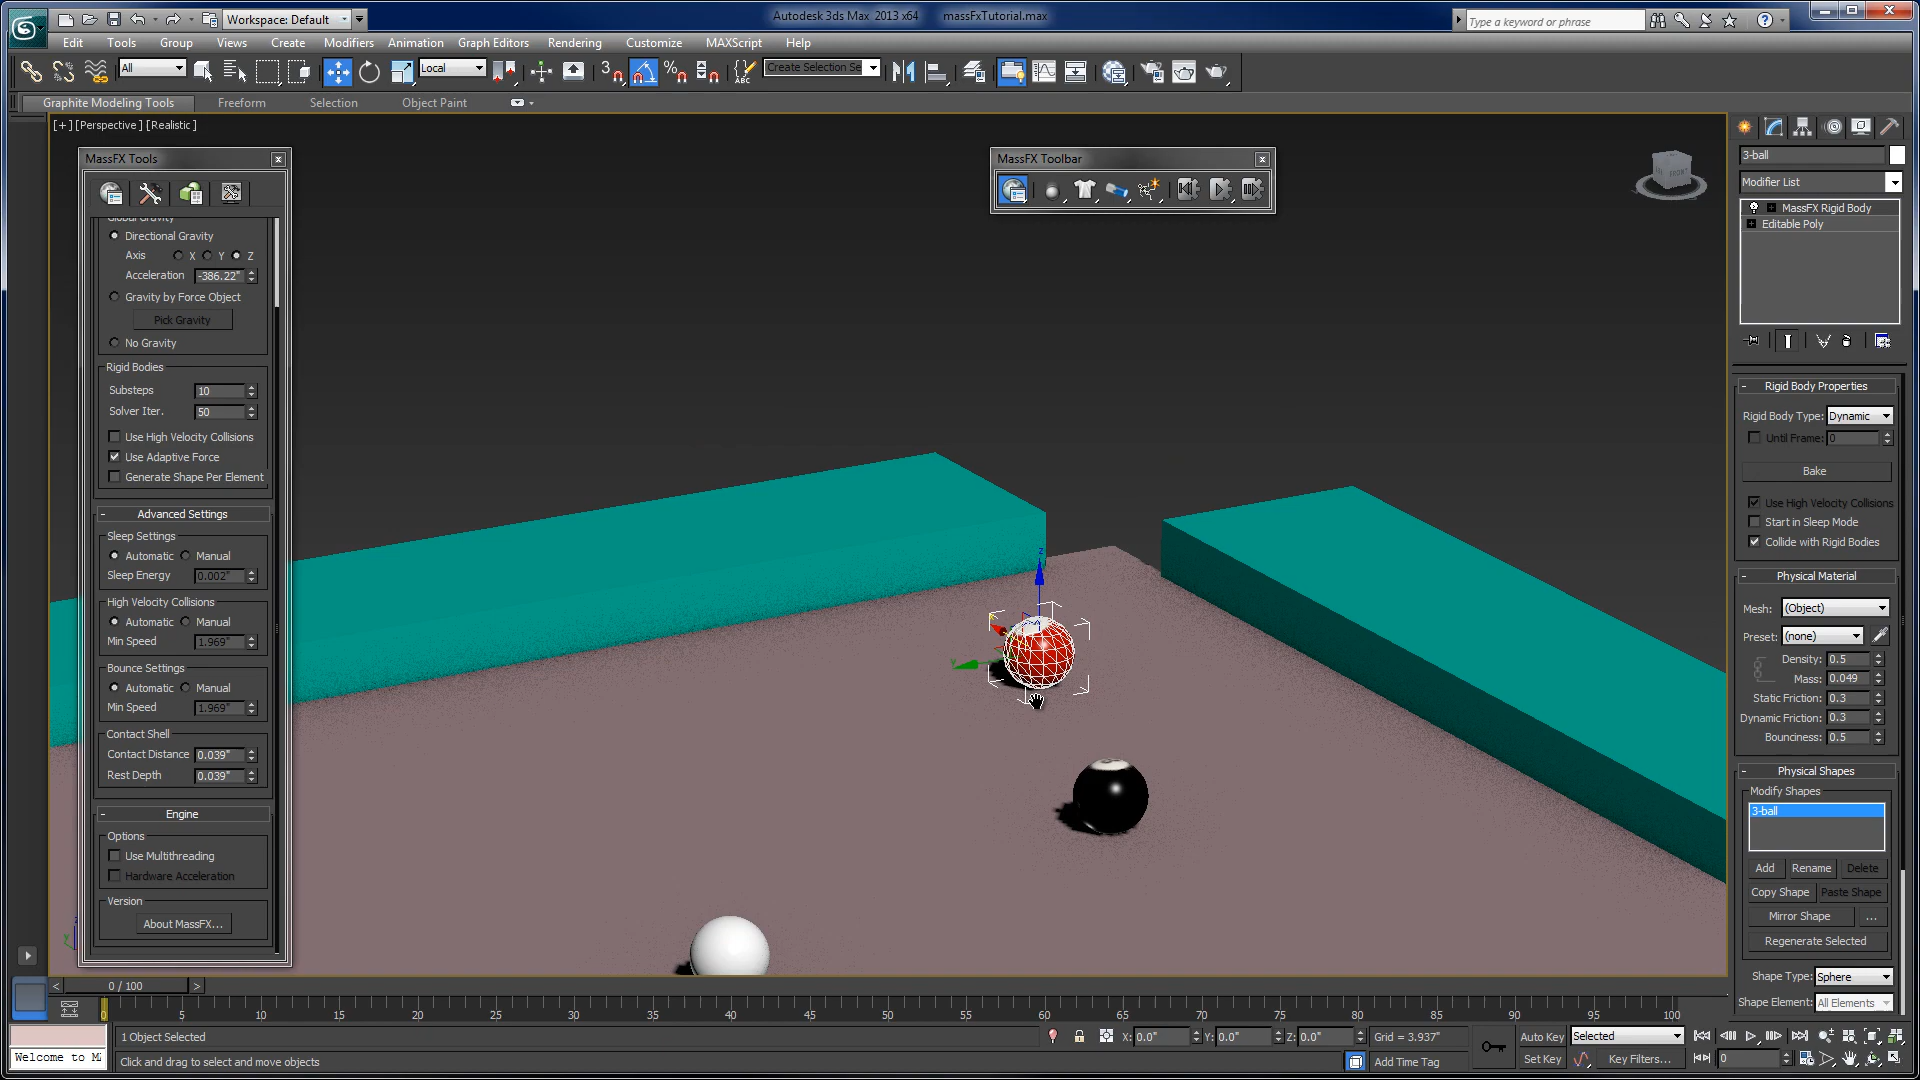 Workspace: Default
Autodesk 3ds Max 2013 x64 massFxTutorial.max
Type a keyword or phrase
Edit Tools Group Views Create Modifiers Animation Graph Editors Rendering Customize MAXScript Help
All
Local
3
%
ABC
Create Selection Se
Graphite Modeling Tools Freeform Selection Object Paint
[+] [Perspective] [Realistic]
MassFX Tools
Global Gravity
Directional Gravity
Axis X Y Z
Acceleration -386.22"
Gravity by Force Object
Pick Gravity
No Gravity
Rigid Bodies
Substeps 10
Solver Iter. 50
Use High Velocity Collisions
Use Adaptive Force
Generate Shape Per Element
- Advanced Settings
Sleep Settings
Automatic Manual
Sleep Energy 0.002"
High Velocity Collisions
Automatic Manual
Min Speed 1.969"
Bounce Settings
Automatic Manual
Min Speed 1.969"
Contact Shell
Contact Distance 0.039"
Rest Depth 0.039"
- Engine
Options
Use Multithreading
Hardware Acceleration
Version
About MassFX...
MassFX Toolbar
FRONT
z
y
3-ball
Modifier List
MassFX Rigid Body
Editable Poly
- Rigid Body Properties
Rigid Body Type: Dynamic
Until Frame: 0
Bake
Use High Velocity Collisions
Start in Sleep Mode
Collide with Rigid Bodies
- Physical Material
Mesh: (Object)
Preset: (none)
Density: 0.5
Mass: 0.049
Static Friction: 0.3
Dynamic Friction: 0.3
Bounciness: 0.5
- Physical Shapes
Modify Shapes
3-ball
Add Rename Delete
Copy Shape Paste Shape
Mirror Shape ...
Regenerate Selected
Shape Type: Sphere
Shape Element: All Elements
< 0 / 100 >
0 5 10 15 20 25 30 35 40 45 50 55 60 65 70 75 80 85 90 95 100
1 Object Selected
X: 0.0" Y: 0.0" Z: 0.0" Grid = 3.937"
Auto Key Selected
Welcome to M
Click and drag to select and move objects
Add Time Tag
Set Key Key Filters... 0